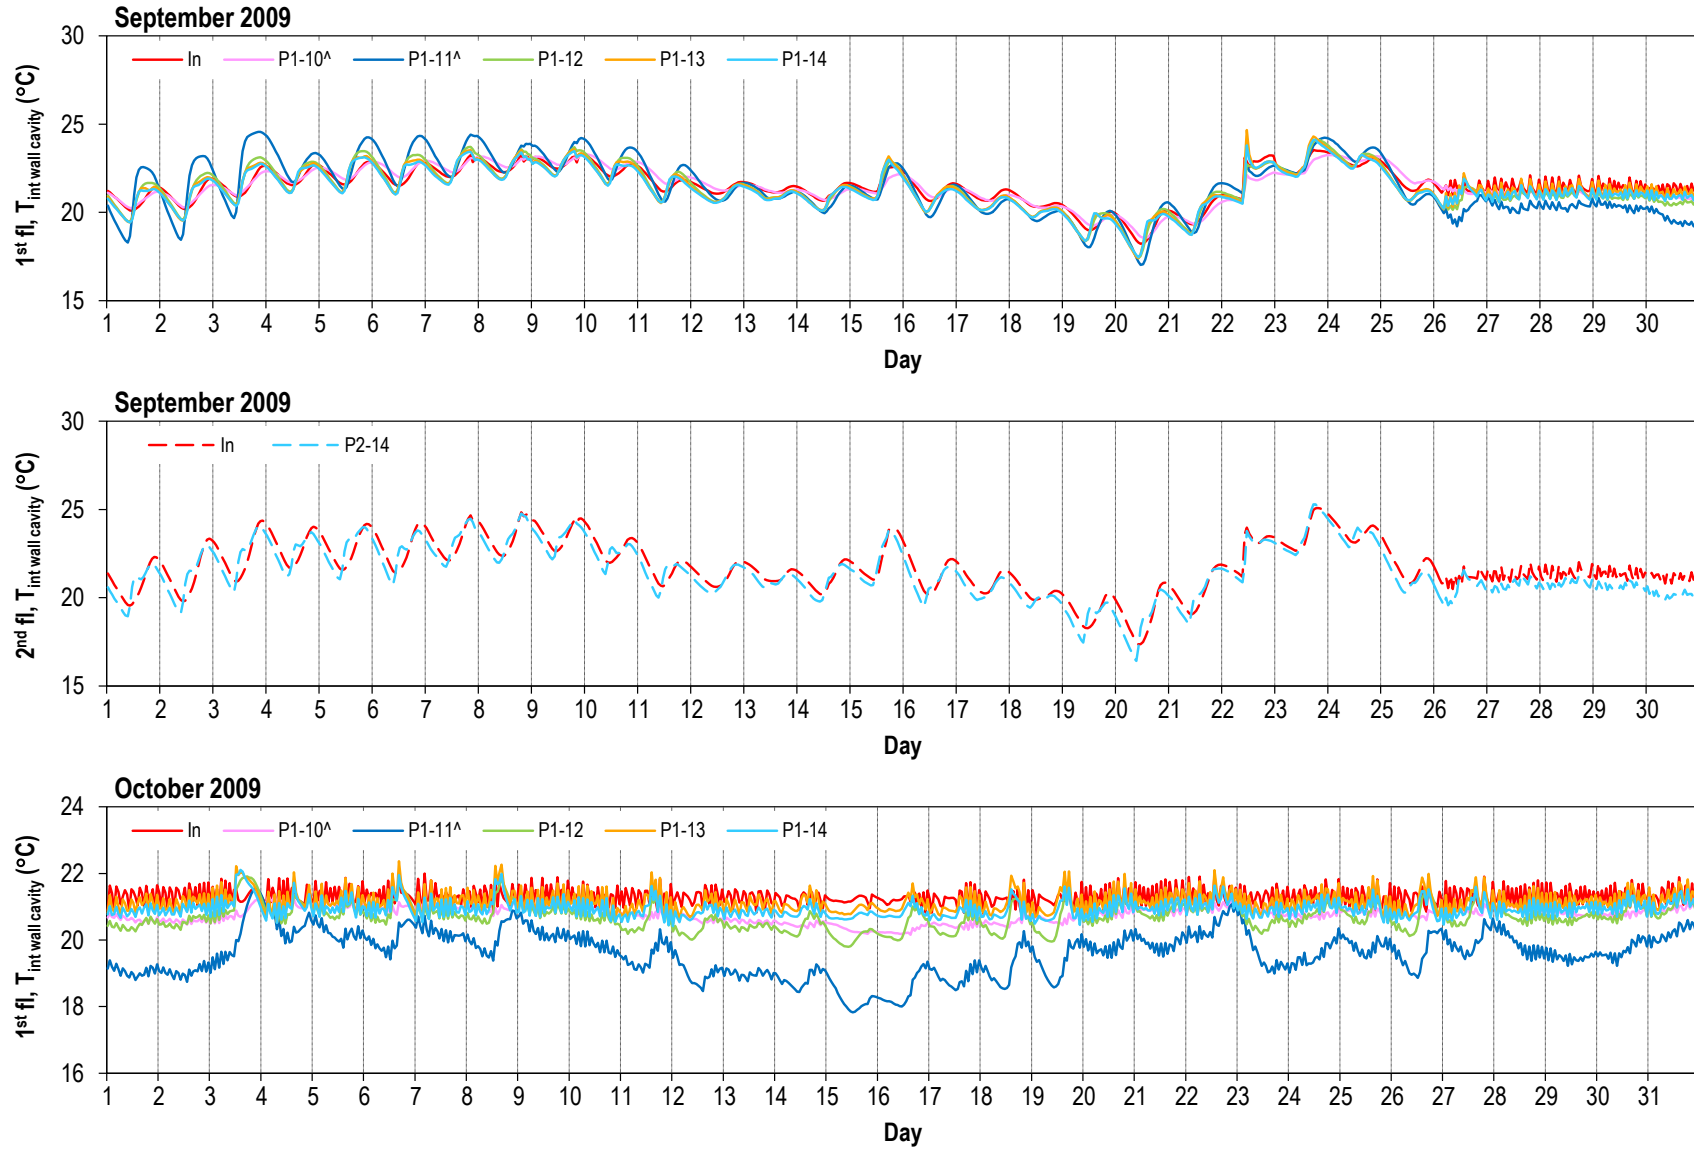 September 2009
30
25
20
15
1st fl, Tint wall cavity (°C)
In P1-10^ P1-11^ P1-12 P1-13 P1-14
1 2 3 4 5 6 7 8 9 10 11 12 13 14 15 16 17 18 19 20 21 22 23 24 25 26 27 28 29 30
Day
September 2009
30
25
20
15
2nd fl, Tint wall cavity (°C)
In P2-14
1 2 3 4 5 6 7 8 9 10 11 12 13 14 15 16 17 18 19 20 21 22 23 24 25 26 27 28 29 30
Day
October 2009
24
22
20
18
16
1st fl, Tint wall cavity (°C)
In P1-10^ P1-11^ P1-12 P1-13 P1-14
1 2 3 4 5 6 7 8 9 10 11 12 13 14 15 16 17 18 19 20 21 22 23 24 25 26 27 28 29 30 31
Day